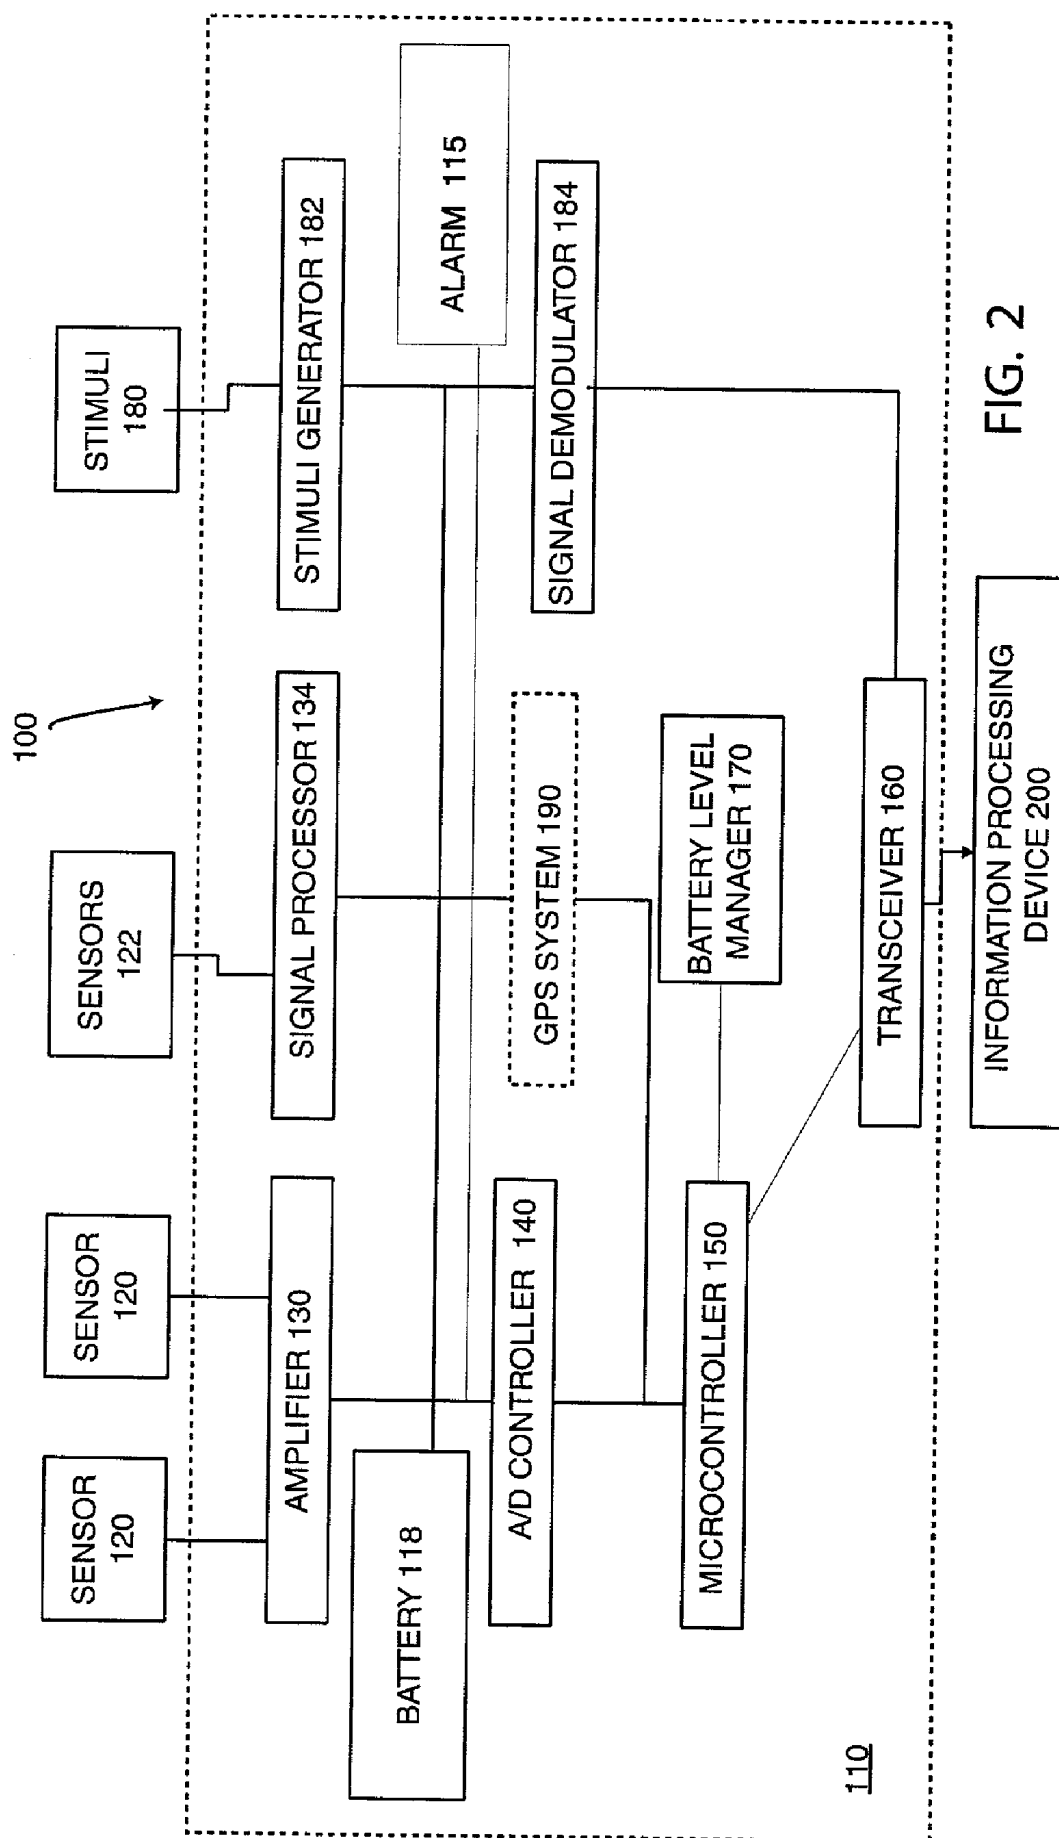 100
SENSOR
120
SENSOR
120
SENSORS
122
STIMULI
180
AMPLIFIER 130
SIGNAL PROCESSOR 134
STIMULI GENERATOR 182
BATTERY 118
ALARM 115
A/D CONTROLLER 140
GPS SYSTEM 190
SIGNAL DEMODULATOR 184
MICROCONTROLLER 150
BATTERY LEVEL
MANAGER 170
110
TRANSCEIVER 160
INFORMATION PROCESSING
DEVICE 200
FIG. 2